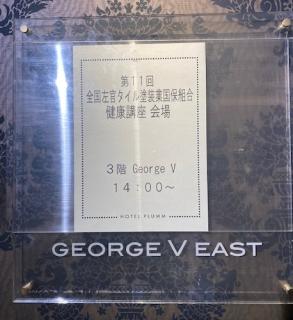 第11回
全国左官タイル塗装業国保組合
健康講座 会場
3階 George V
14:00～
HOTEL PLUMM
GEORGE V EAST